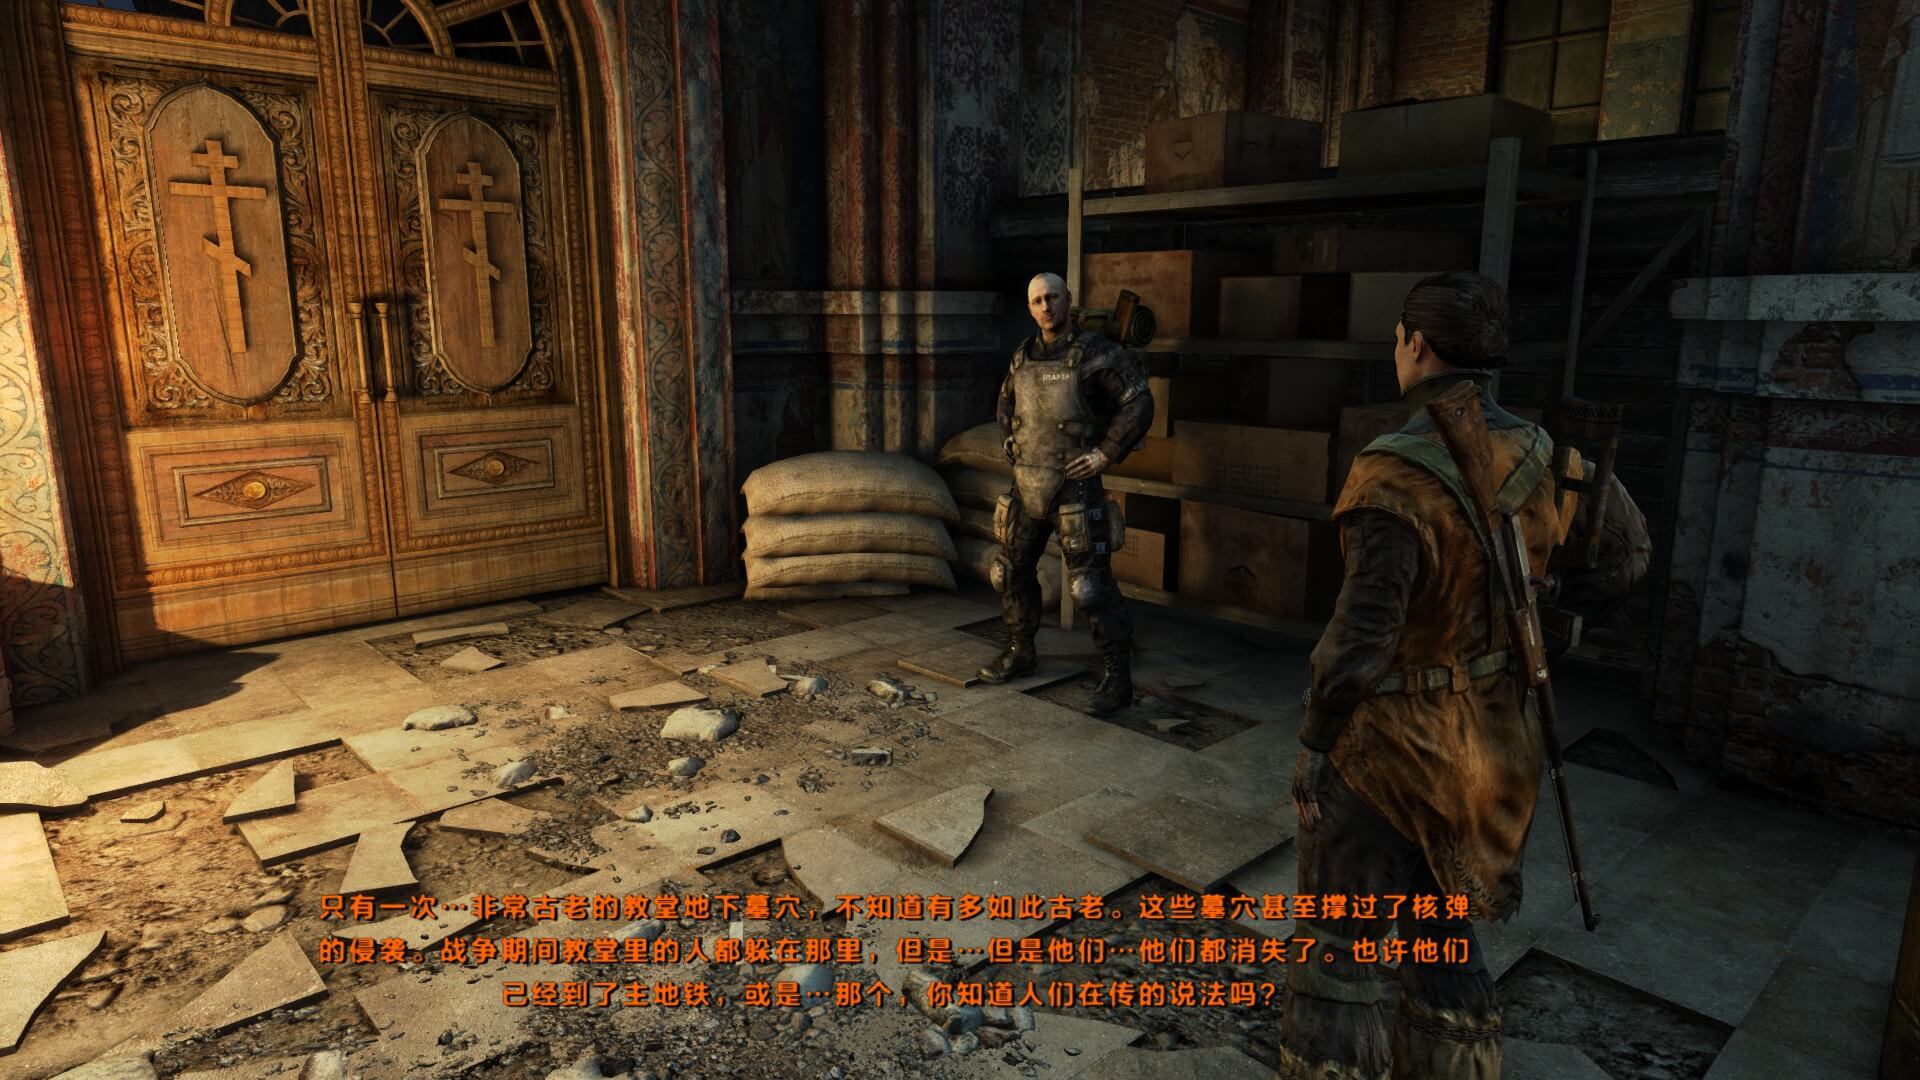 СПАРТА
只有一次…非常古老的教堂地下墓穴，不知道有多如此古老。这些墓穴甚至撑过了核弹
的侵袭。战争期间教堂里的人都躲在那里，但是…但是他们…他们都消失了。也许他们
已经到了主地铁，或是…那个，你知道人们在传的说法吗？